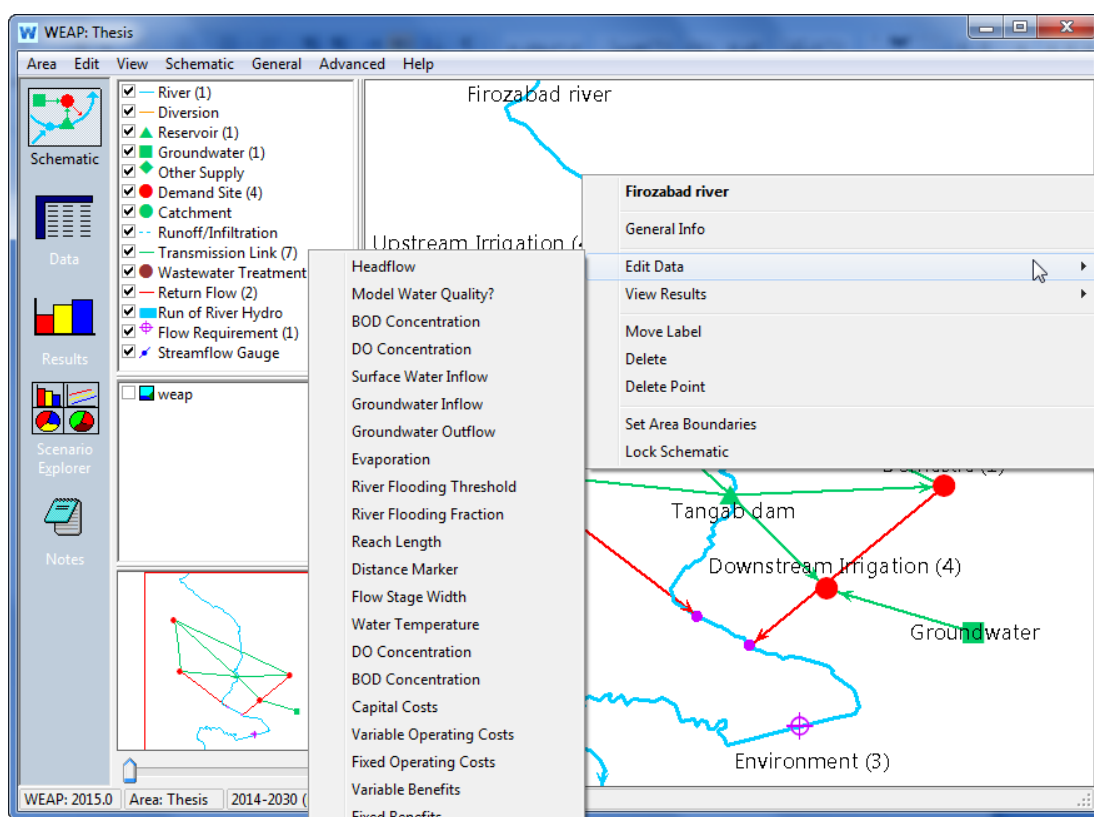 WEAP: Thesis
Area Edit View Schematic General Advanced Help
Schematic
Data
Results
Scenario
Explorer
Notes
River (1)
Diversion
Reservoir (1)
Groundwater (1)
Other Supply
Demand Site (4)
Catchment
Runoff/Infiltration
Transmission Link (7)
Wastewater Treatment
Return Flow (2)
Run of River Hydro
Flow Requirement (1)
Streamflow Gauge
weap
Firozabad river
Upstream Irrigation (
Firozabad river
General Info
Edit Data
View Results
Move Label
Delete
Delete Point
Set Area Boundaries
Lock Schematic
Headflow
Model Water Quality?
BOD Concentration
DO Concentration
Surface Water Inflow
Groundwater Inflow
Groundwater Outflow
Evaporation
River Flooding Threshold
River Flooding Fraction
Reach Length
Distance Marker
Flow Stage Width
Water Temperature
DO Concentration
BOD Concentration
Capital Costs
Variable Operating Costs
Fixed Operating Costs
Variable Benefits
Fixed Benefits
Tangab dam
Downstream Irrigation (4)
Groundwater
Environment (3)
WEAP: 2015.0 Area: Thesis 2014-2030 (